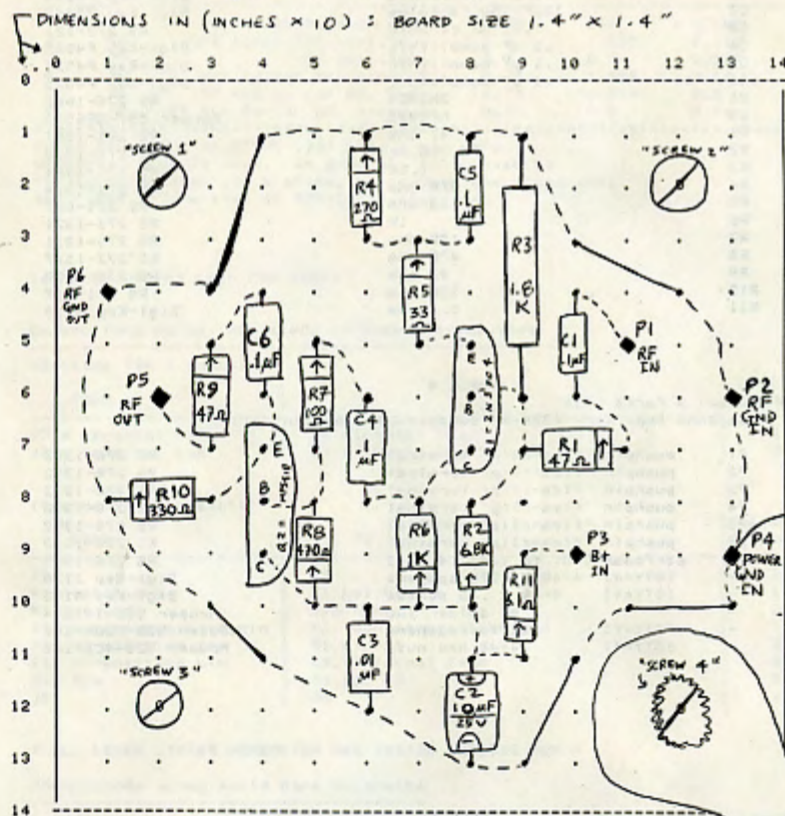 DIMENSIONS IN (INCHES × 10) : BOARD SIZE 1.4" × 1.4"
0 1 2 3 4 5 6 7 8 9 10 11 12 13 14
0
1
"SCREW 1"
"SCREW 2"
2
R4
270
Ω
C5
.1
µF
3
R3
1.8
K
4
P6
RF
GND
OUT
R5
33
C6
.1µF
C1
.1µF
P1
RF
IN
5
E
B
C
6
P5
RF
OUT
R9
47Ω
R7
100
Ω
C4
.1
µF
P2
RF
GND
IN
7
E
B
C
R1
47Ω
8
R10
330Ω
R8
470
Ω
R6
1K
R2
6.8K
P3
B+
IN
P4
POWER
GND
IN
9
R11
Ω
10
11
C3
.01
µF
"SCREW 3"
"SCREW 4"
12
C2
10µF
25V
13
14